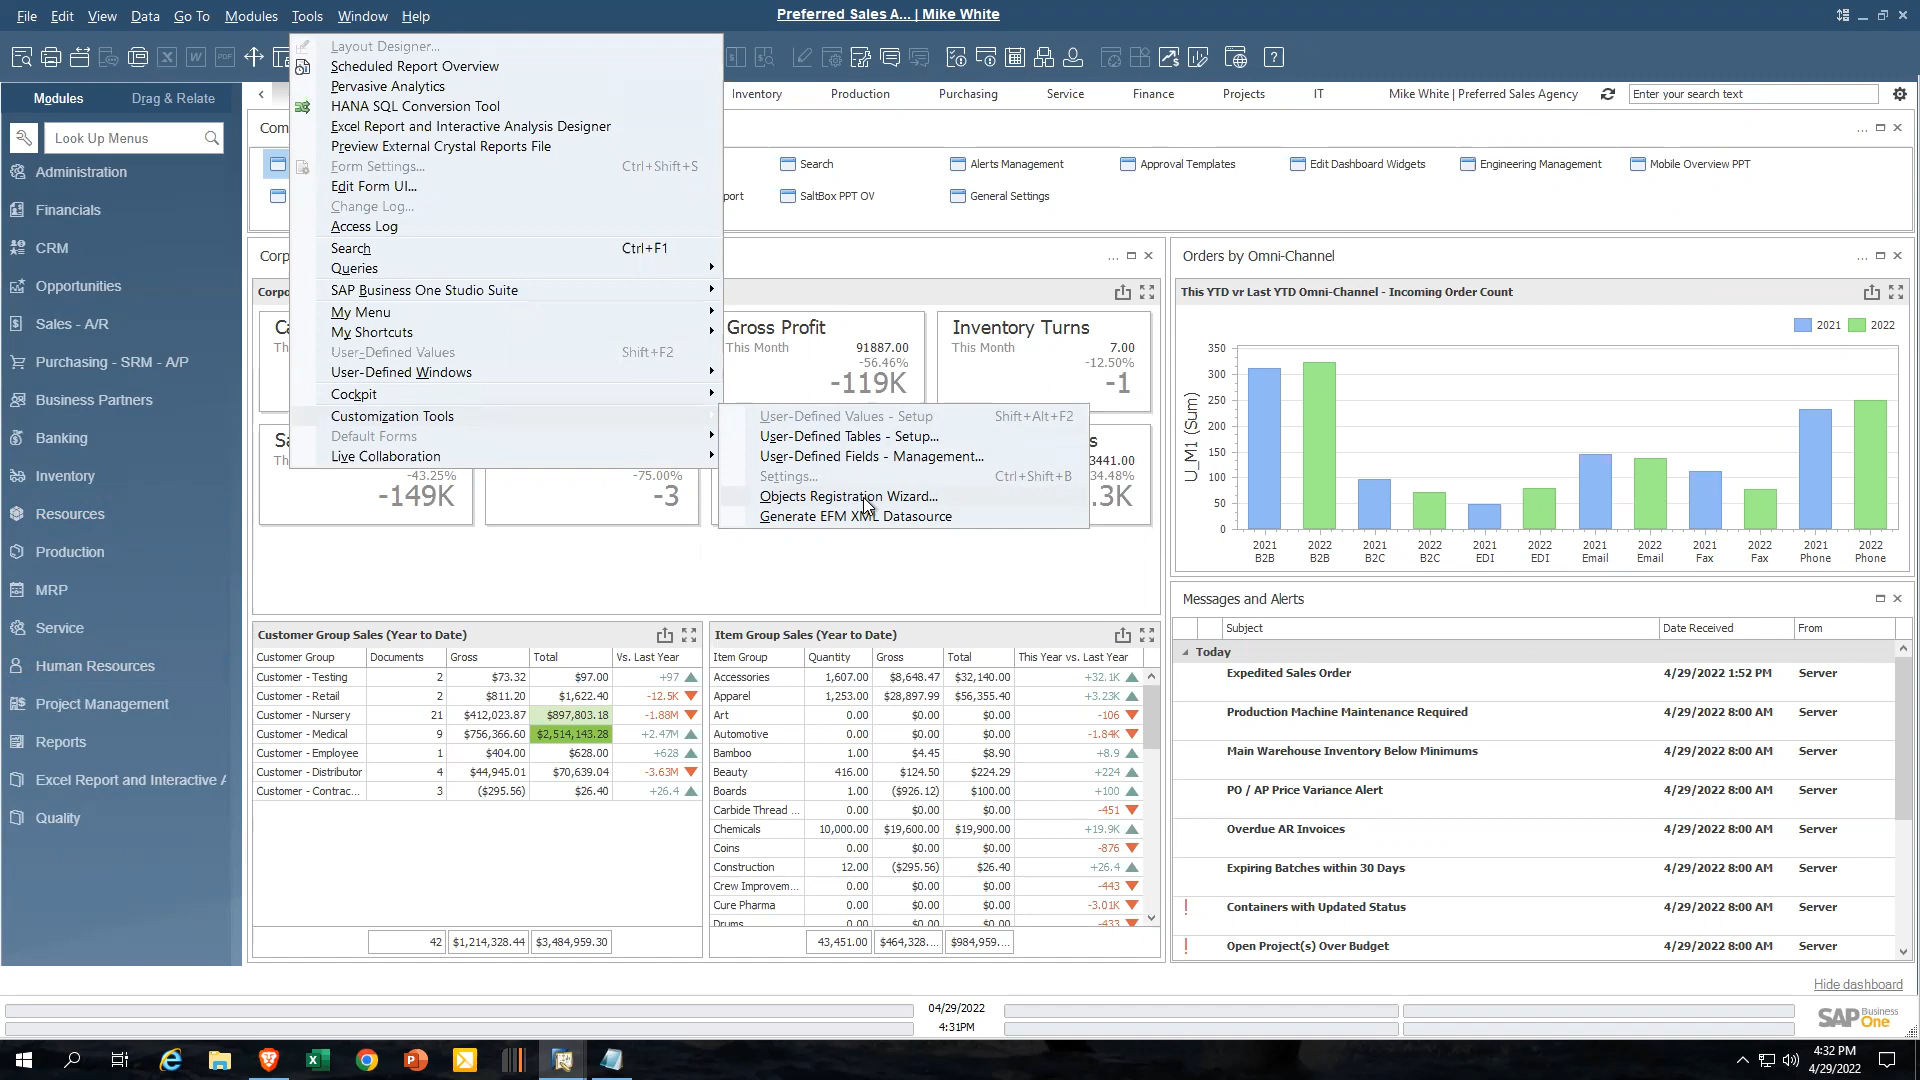 File Edit View Data Go To Modules Tools Window Help
Preferred Sales A... | Mike White
Modules Drag & Relate
Look Up Menus
Administration
Financials
CRM
Opportunities
Sales - A/R
Purchasing - SRM - A/P
Business Partners
Banking
Inventory
Resources
Production
MRP
Service
Human Resources
Project Management
Reports
Excel Report and Interactive A
Quality
Layout Designer...
Scheduled Report Overview
Pervasive Analytics
HANA SQL Conversion Tool
Excel Report and Interactive Analysis Designer
Preview External Crystal Reports File
Form Settings... Ctrl+Shift+S
Edit Form UI...
Change Log...
Access Log
Search Ctrl+F1
Queries
SAP Business One Studio Suite
My Menu
My Shortcuts
User-Defined Values Shift+F2
User-Defined Windows
Cockpit
Customization Tools
Default Forms
Live Collaboration
User-Defined Values - Setup Shift+Alt+F2
User-Defined Tables - Setup...
User-Defined Fields - Management...
Settings... Ctrl+Shift+B
Objects Registration Wizard...
Generate EFM XML Datasource
Inventory Production Purchasing Service Finance Projects IT Mike White | Preferred Sales Agency Enter your search text
Com
Search Alerts Management Approval Templates Edit Dashboard Widgets Engineering Management Mobile Overview PPT
port SaltBox PPT OV General Settings
Corp
Corpo
Ca
Th
Gross Profit
This Month 91887.00
-56.46%
-119K
Inventory Turns
This Month 7.00
-12.50%
-1
Sa
Th
-43.25%
-149K
-75.00%
-3
s
3441.00
34.48%
.3K
Orders by Omni-Channel
This YTD vr Last YTD Omni-Channel - Incoming Order Count
2021 2022
U_M1 (Sum)
350
300
250
200
150
100
50
0
2021 2022 2021 2022 2021 2022 2021 2022 2021 2022 2021 2022
B2B B2B B2C B2C EDI EDI Email Email Fax Fax Phone Phone
Customer Group Sales (Year to Date)
Customer Group Documents Gross Total Vs. Last Year
Customer - Testing 2 $73.32 $97.00 +97
Customer - Retail 2 $811.20 $1,622.40 -12.5K
Customer - Nursery 21 $412,023.87 $897,803.18 -1.88M
Customer - Medical 9 $756,366.60 $2,514,143.28 +2.47M
Customer - Employee 1 $404.00 $628.00 +628
Customer - Distributor 4 $44,945.01 $70,639.04 -3.63M
Customer - Contrac... 3 ($295.56) $26.40 +26.4
42 $1,214,328.44 $3,484,959.30
Item Group Sales (Year to Date)
Item Group Quantity Gross Total This Year vs. Last Year
Accessories 1,607.00 $8,648.47 $32,140.00 +32.1K
Apparel 1,253.00 $28,897.99 $56,355.40 +3.23K
Art 0.00 $0.00 $0.00 -106
Automotive 0.00 $0.00 $0.00 -1.84K
Bamboo 1.00 $4.45 $8.90 +8.9
Beauty 416.00 $124.50 $224.29 +224
Boards 1.00 ($926.12) $100.00 +100
Carbide Thread ... 0.00 $0.00 $0.00 -451
Chemicals 10,000.00 $19,600.00 $19,900.00 +19.9K
Coins 0.00 $0.00 $0.00 -876
Construction 12.00 ($295.56) $26.40 +26.4
Crew Improvem... 0.00 $0.00 $0.00 -443
Cure Pharma 0.00 $0.00 $0.00 -3.01K
Drums 0.00 $0.00 $0.00 -433
43,451.00 $464,328.... $984,959....
Messages and Alerts
Subject Date Received From
Today
Expedited Sales Order 4/29/2022 1:52 PM Server
Production Machine Maintenance Required 4/29/2022 8:00 AM Server
Main Warehouse Inventory Below Minimums 4/29/2022 8:00 AM Server
PO / AP Price Variance Alert 4/29/2022 8:00 AM Server
Overdue AR Invoices 4/29/2022 8:00 AM Server
Expiring Batches within 30 Days 4/29/2022 8:00 AM Server
Containers with Updated Status 4/29/2022 8:00 AM Server
Open Project(s) Over Budget 4/29/2022 8:00 AM Server
Hide dashboard
04/29/2022
4:31PM
SAP Business One
4:32 PM
4/29/2022